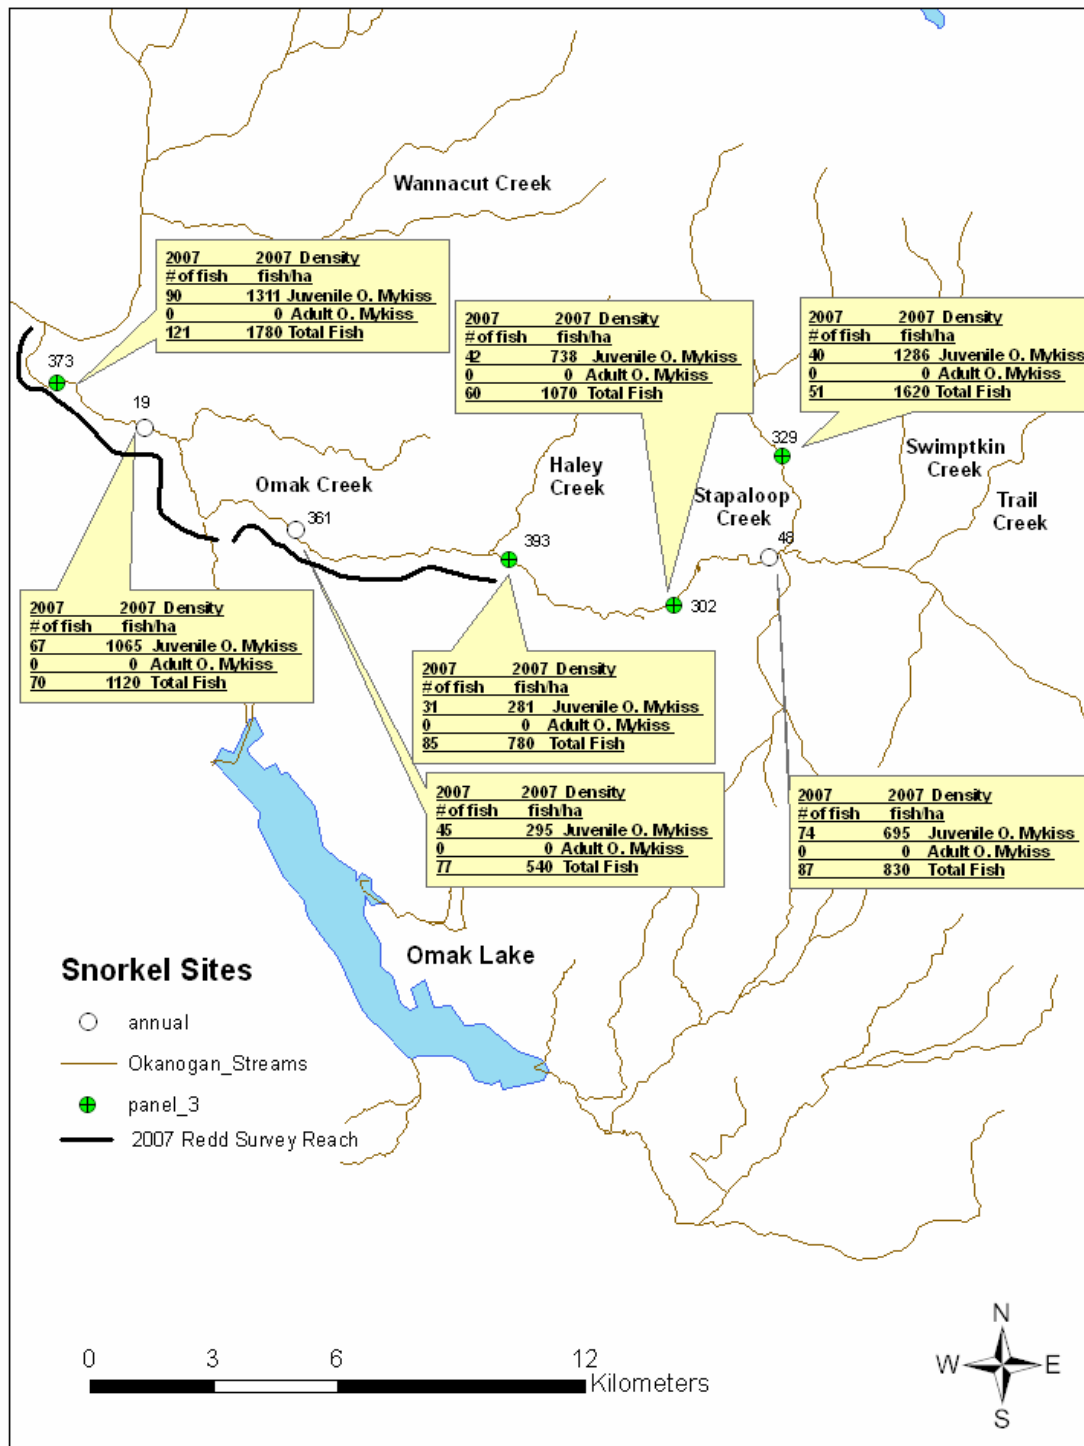 Wannacut Creek
2007 2007 Density
# of fish fish/ha
90 1311 Juvenile O. Mykiss
0 0 Adult O. Mykiss
121 1780 Total Fish
2007 2007 Density
# of fish fish/ha
42 738 Juvenile O. Mykiss
0 0 Adult O. Mykiss
60 1070 Total Fish
2007 2007 Density
# of fish fish/ha
40 1286 Juvenile O. Mykiss
0 0 Adult O. Mykiss
51 1620 Total Fish
373
19
329
Omak Creek
Haley
Creek
Stapaloop
Creek
Swimptkin
Creek
Trail
Creek
361
393
48
302
2007 2007 Density
# of fish fish/ha
67 1065 Juvenile O. Mykiss
0 0 Adult O. Mykiss
70 1120 Total Fish
2007 2007 Density
# of fish fish/ha
31 281 Juvenile O. Mykiss
0 0 Adult O. Mykiss
85 780 Total Fish
2007 2007 Density
# of fish fish/ha
45 295 Juvenile O. Mykiss
0 0 Adult O. Mykiss
77 540 Total Fish
2007 2007 Density
# of fish fish/ha
74 695 Juvenile O. Mykiss
0 0 Adult O. Mykiss
87 830 Total Fish
Omak Lake
Snorkel Sites
annual
Okanogan_Streams
panel_3
2007 Redd Survey Reach
0 3 6 12
Kilometers
N
W E
S